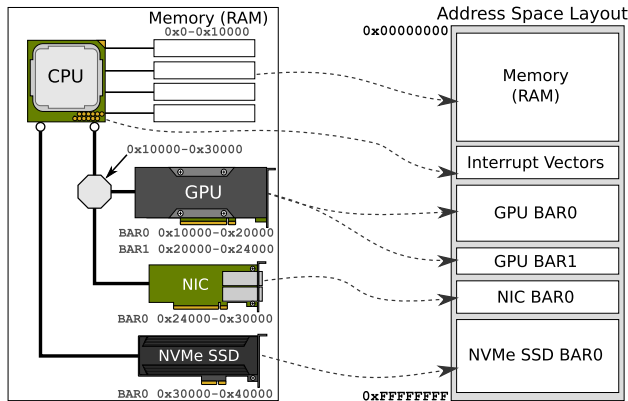 Memory (RAM)
0x0-0x10000
CPU
0x10000-0x30000
GPU
BAR0 0x10000-0x20000
BAR1 0x20000-0x24000
NIC
BAR0 0x24000-0x30000
NVMe SSD
BAR0 0x30000-0x40000
Address Space Layout
0x00000000
Memory
(RAM)
Interrupt Vectors
GPU BAR0
GPU BAR1
NIC BAR0
NVMe SSD BAR0
0xFFFFFFFF